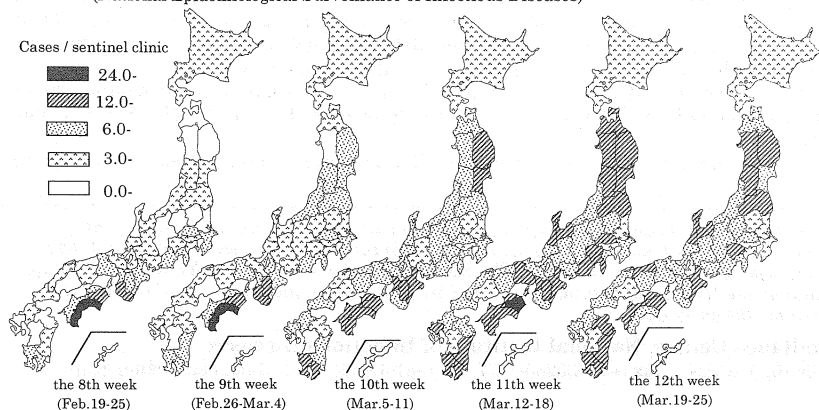 (National Epidemiological Surveillance of Infectious Diseases)
Cases / sentinel clinic
24.0-
12.0-
6.0-
3.0-
0.0-
the 8th week
(Feb.19-25)
the 9th week
(Feb.26-Mar.4)
the 10th week
(Mar.5-11)
the 11th week
(Mar.12-18)
the 12th week
(Mar.19-25)